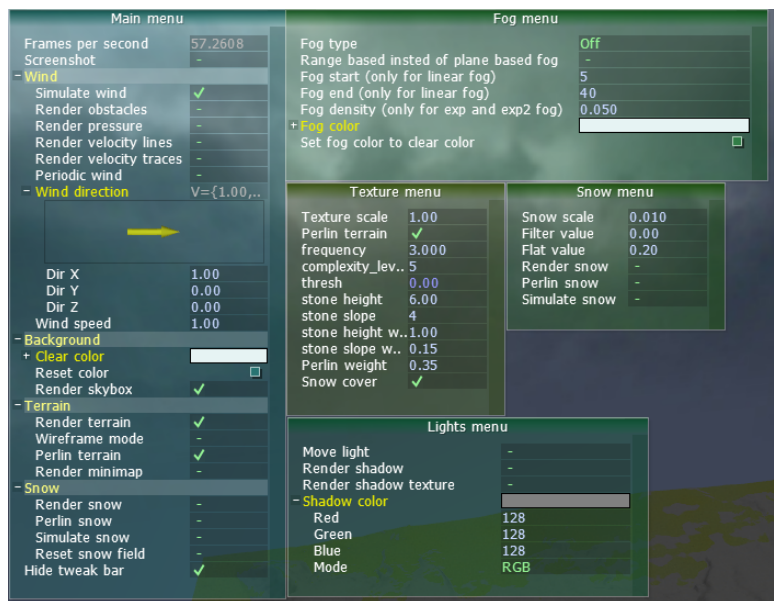 Main menu
Frames per second 57.2608
Screenshot -
- Wind
Simulate wind ✓
Render obstacles -
Render pressure -
Render velocity lines -
Render velocity traces -
Periodic wind -
- Wind direction V={1.00,..
Dir X 1.00
Dir Y 0.00
Dir Z 0.00
Wind speed 1.00
- Background
+ Clear color
Reset color
Render skybox ✓
- Terrain
Render terrain ✓
Wireframe mode -
Perlin terrain ✓
Render minimap -
- Snow
Render snow -
Perlin snow -
Simulate snow -
Reset snow field -
Hide tweak bar ✓
Fog menu
Fog type Off
Range based insted of plane based fog -
Fog start (only for linear fog) 5
Fog end (only for linear fog) 40
Fog density (only for exp and exp2 fog) 0.050
+ Fog color
Set fog color to clear color
Texture menu
Texture scale 1.00
Perlin terrain ✓
frequency 3.000
complexity_lev.. 5
thresh 0.00
stone height 6.00
stone slope 4
stone height w.. 1.00
stone slope w.. 0.15
Perlin weight 0.35
Snow cover ✓
Snow menu
Snow scale 0.010
Filter value 0.00
Flat value 0.20
Render snow -
Perlin snow -
Simulate snow -
Lights menu
Move light -
Render shadow -
Render shadow texture -
- Shadow color
Red 128
Green 128
Blue 128
Mode RGB